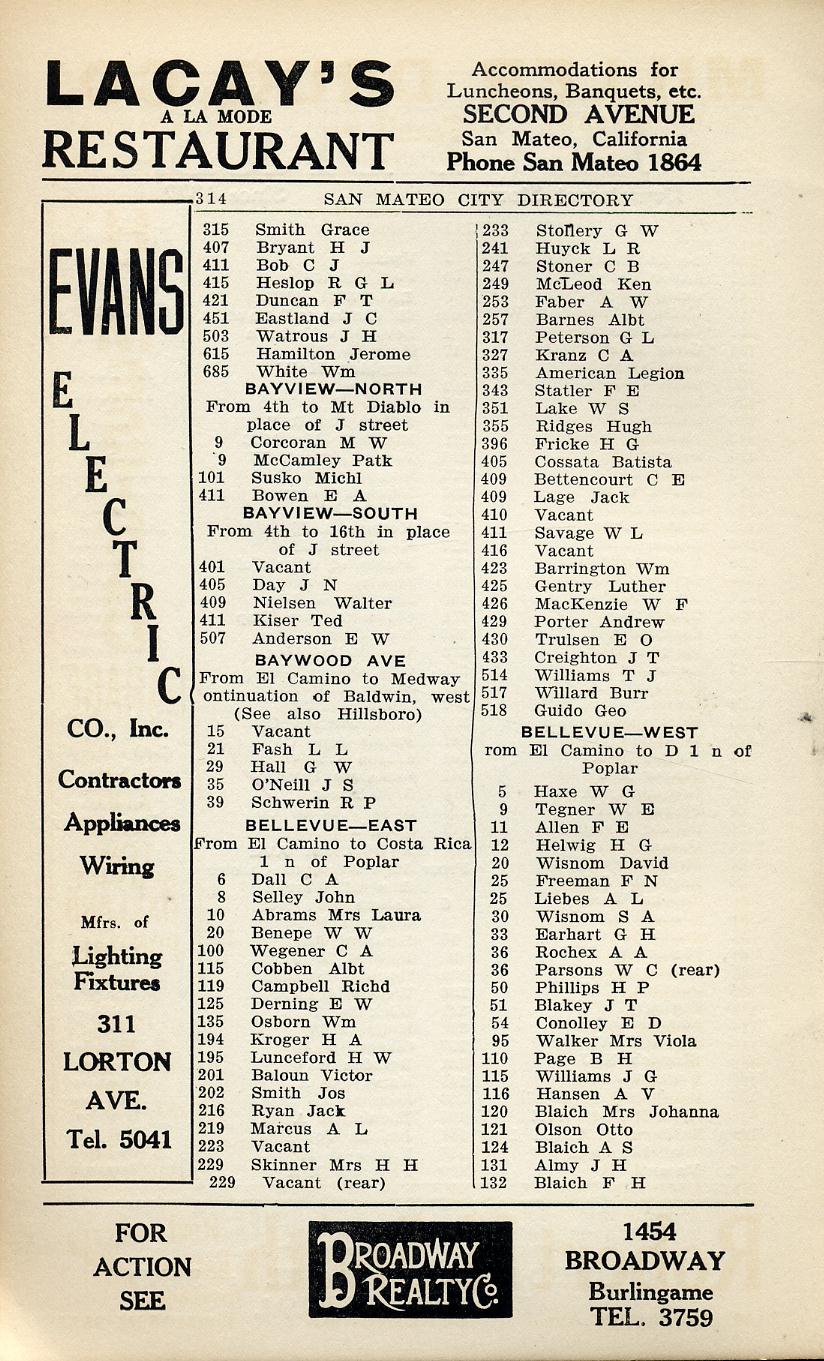 LACAY'S
A LA MODE
RESTAURANT
Accommodations for
Luncheons, Banquets, etc.
SECOND AVENUE
San Mateo, California
Phone San Mateo 1864
314 SAN MATEO CITY DIRECTORY
EVANS
ELECTRIC
CO., Inc.
Contractors
Appliances
Wiring
Mfrs. of
Lighting
Fixtures
311
LORTON
AVE.
Tel. 5041
315 Smith Grace
407 Bryant H J
411 Bob C J
415 Heslop R G L
421 Duncan F T
451 Eastland J C
503 Watrous J H
615 Hamilton Jerome
685 White Wm
BAYVIEW—NORTH
From 4th to Mt Diablo in
place of J street
9 Corcoran M W
9 McCamley Patk
101 Susko Michl
411 Bowen E A
BAYVIEW—SOUTH
From 4th to 16th in place
of J street
401 Vacant
405 Day J N
409 Nielsen Walter
411 Kiser Ted
507 Anderson E W
BAYWOOD AVE
From El Camino to Medway
(ontinuation of Baldwin, west
(See also Hillsboro)
15 Vacant
21 Fash L L
29 Hall G W
35 O'Neill J S
39 Schwerin R P
BELLEVUE—EAST
From El Camino to Costa Rica
1 n of Poplar
6 Dall C A
8 Selley John
10 Abrams Mrs Laura
20 Benepe W W
100 Wegener C A
115 Cobben Albt
119 Campbell Richd
125 Derning E W
135 Osborn Wm
194 Kroger H A
195 Lunceford H W
201 Baloun Victor
202 Smith Jos
216 Ryan Jack
219 Marcus A L
223 Vacant
229 Skinner Mrs H H
229 Vacant (rear)
233 Stollery G W
241 Huyck L R
247 Stoner C B
249 McLeod Ken
253 Faber A W
257 Barnes Albt
317 Peterson G L
327 Kranz C A
335 American Legion
343 Statler F E
351 Lake W S
355 Ridges Hugh
396 Fricke H G
405 Cossata Batista
409 Bettencourt C E
409 Lage Jack
410 Vacant
411 Savage W L
416 Vacant
423 Barrington Wm
425 Gentry Luther
426 MacKenzie W F
429 Porter Andrew
430 Trulsen E O
433 Creighton J T
514 Williams T J
517 Willard Burr
518 Guido Geo
BELLEVUE—WEST
rom El Camino to D 1 n of
Poplar
5 Haxe W G
9 Tegner W E
11 Allen F E
12 Helwig H G
20 Wisnom David
25 Freeman F N
25 Liebes A L
30 Wisnom S A
33 Earhart G H
36 Rochex A A
36 Parsons W C (rear)
50 Phillips H P
51 Blakey J T
54 Conolley E D
95 Walker Mrs Viola
110 Page B H
115 Williams J G
116 Hansen A V
120 Blaich Mrs Johanna
121 Olson Otto
124 Blaich A S
131 Almy J H
132 Blaich F H
FOR
ACTION
SEE
BROADWAY
REALTY Co.
1454
BROADWAY
Burlingame
TEL. 3759